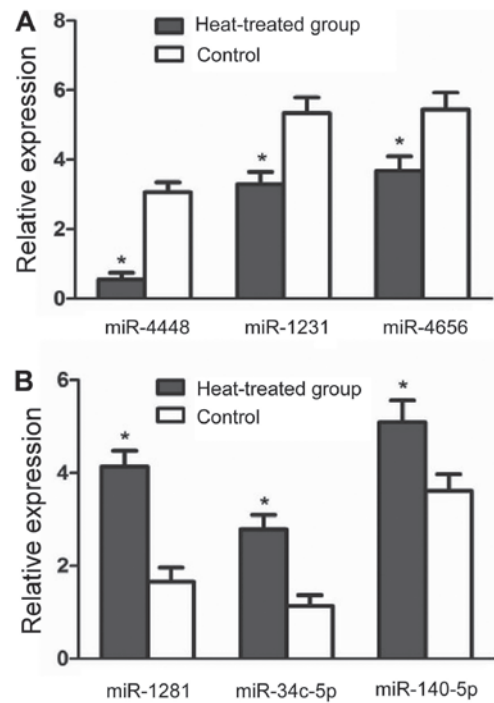 A
8
Heat-treated group
Control
6
4
2
0
Relative expression
*
*
*
miR-4448 miR-1231 miR-4656
B
6
Heat-treated group
Control
4
2
0
Relative expression
*
*
*
miR-1281 miR-34c-5p miR-140-5p